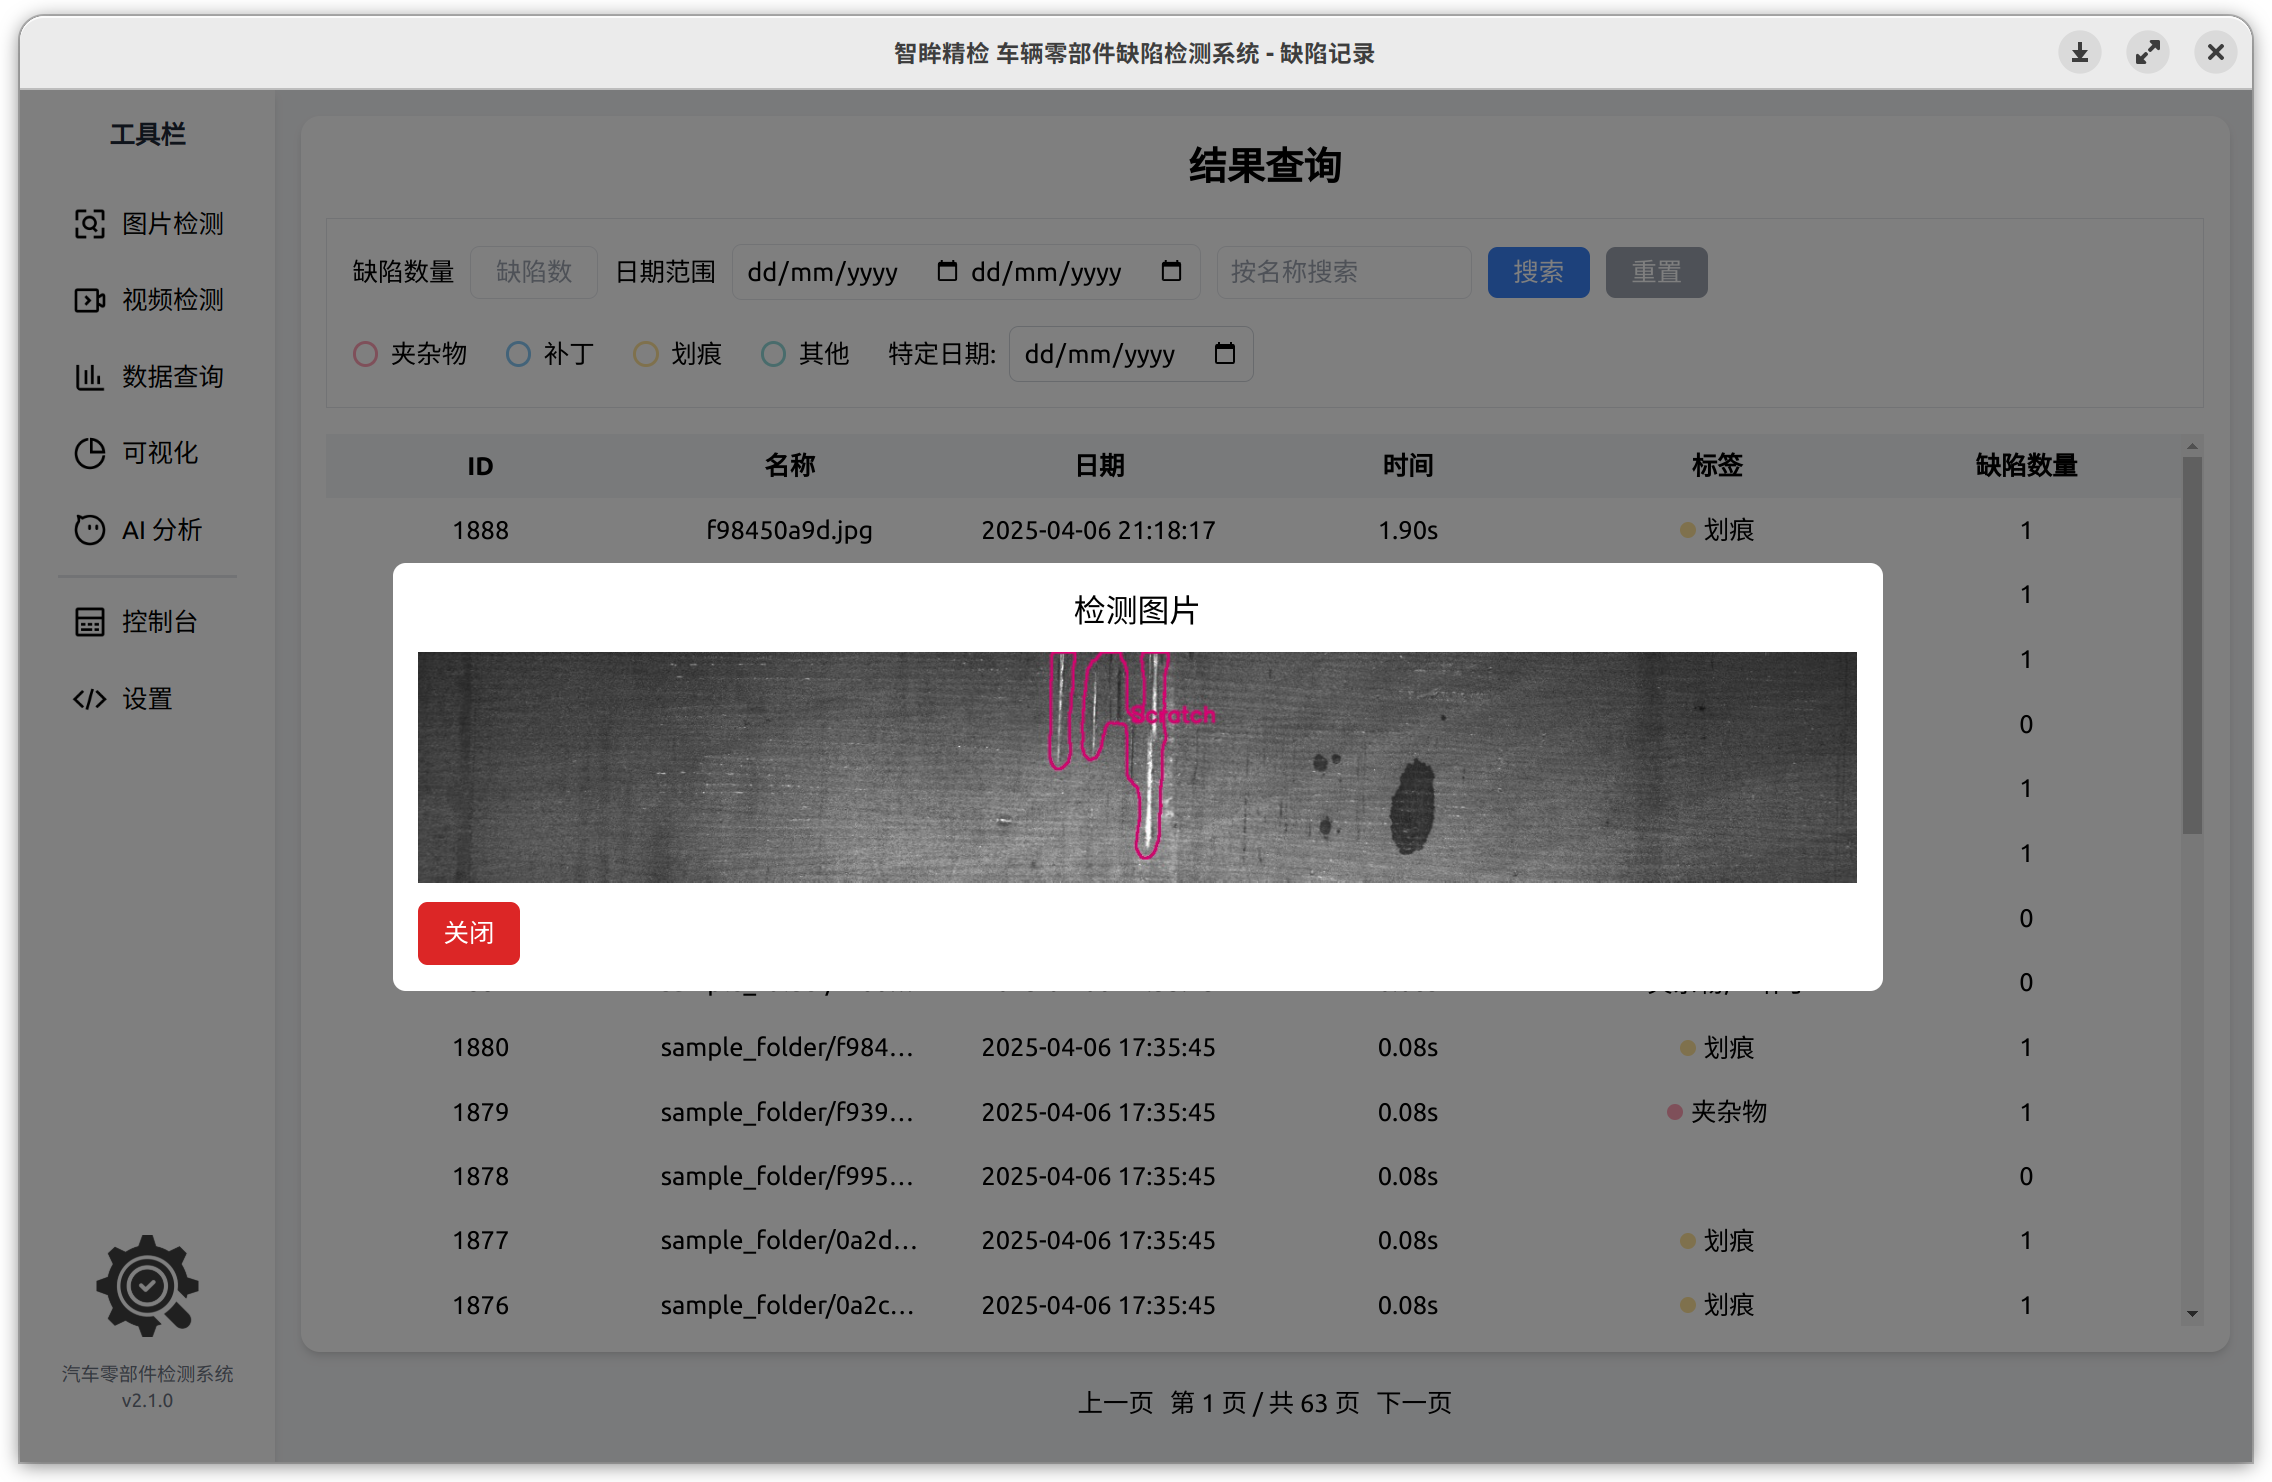 智眸精检 车辆零部件缺陷检测系统 - 缺陷记录
工具栏
图片检测
视频检测
数据查询
可视化
AI 分析
控制台
设置
汽车零部件检测系统
v2.1.0
结果查询
缺陷数量 缺陷数 日期范围 dd/mm/yyyy dd/mm/yyyy 按名称搜索 搜索 重置
夹杂物 补丁 划痕 其他 特定日期: dd/mm/yyyy
ID 名称 日期 时间 标签 缺陷数量
1888 f98450a9d.jpg 2025-04-06 21:18:17 1.90s 划痕 1
1
1
0
1
1
0
0
检测图片
Scratch
关闭
1880 sample_folder/f984... 2025-04-06 17:35:45 0.08s 划痕 1
1879 sample_folder/f939... 2025-04-06 17:35:45 0.08s 夹杂物 1
1878 sample_folder/f995... 2025-04-06 17:35:45 0.08s 0
1877 sample_folder/0a2d... 2025-04-06 17:35:45 0.08s 划痕 1
1876 sample_folder/0a2c... 2025-04-06 17:35:45 0.08s 划痕 1
上一页 第 1 页 / 共 63 页 下一页